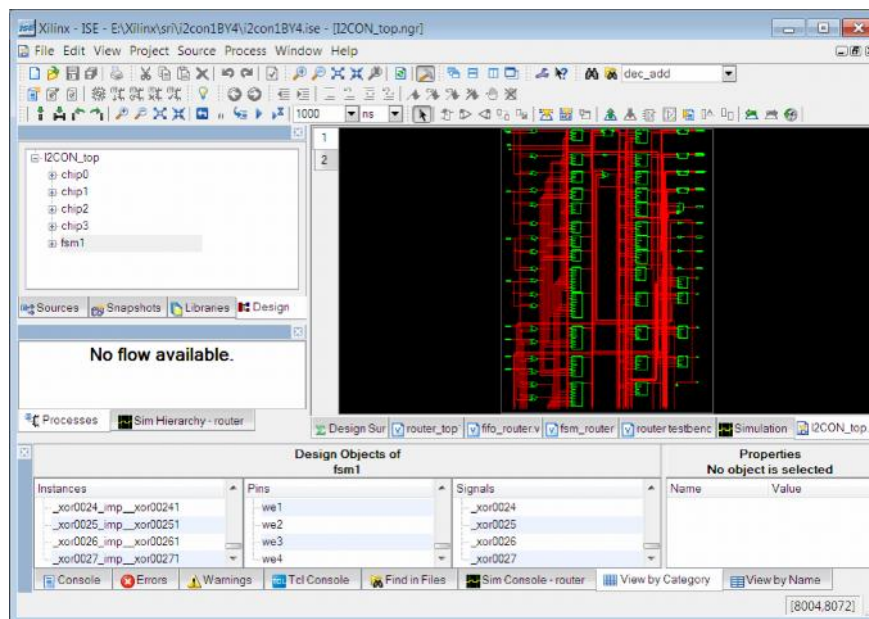 Xilinx - ISE - E:\Xilinx\sri\i2con1BY4\i2con1BY4.ise - [I2CON_top.ngr]
File Edit View Project Source Process Window Help
dec_add
1000 ns
1
2
I2CON_top
chip0
chip1
chip2
chip3
fsm1
Sources Snapshots Libraries Design
No flow available.
Processes Sim Hierarchy - router
Design Sur router_top fifo_router.v fsm_router router testbenc Simulation I2CON_top.
Design Objects of
fsm1
Properties
No object is selected
Instances Pins Signals Name Value
_xor0024_imp__xor00241 we1 _xor0024
_xor0025_imp__xor00251 we2 _xor0025
_xor0026_imp__xor00261 we3 _xor0026
_xor0027_imp__xor00271 we4 _xor0027
Console Errors Warnings Tcl Console Find in Files Sim Console - router View by Category View by Name
[8004,8072]